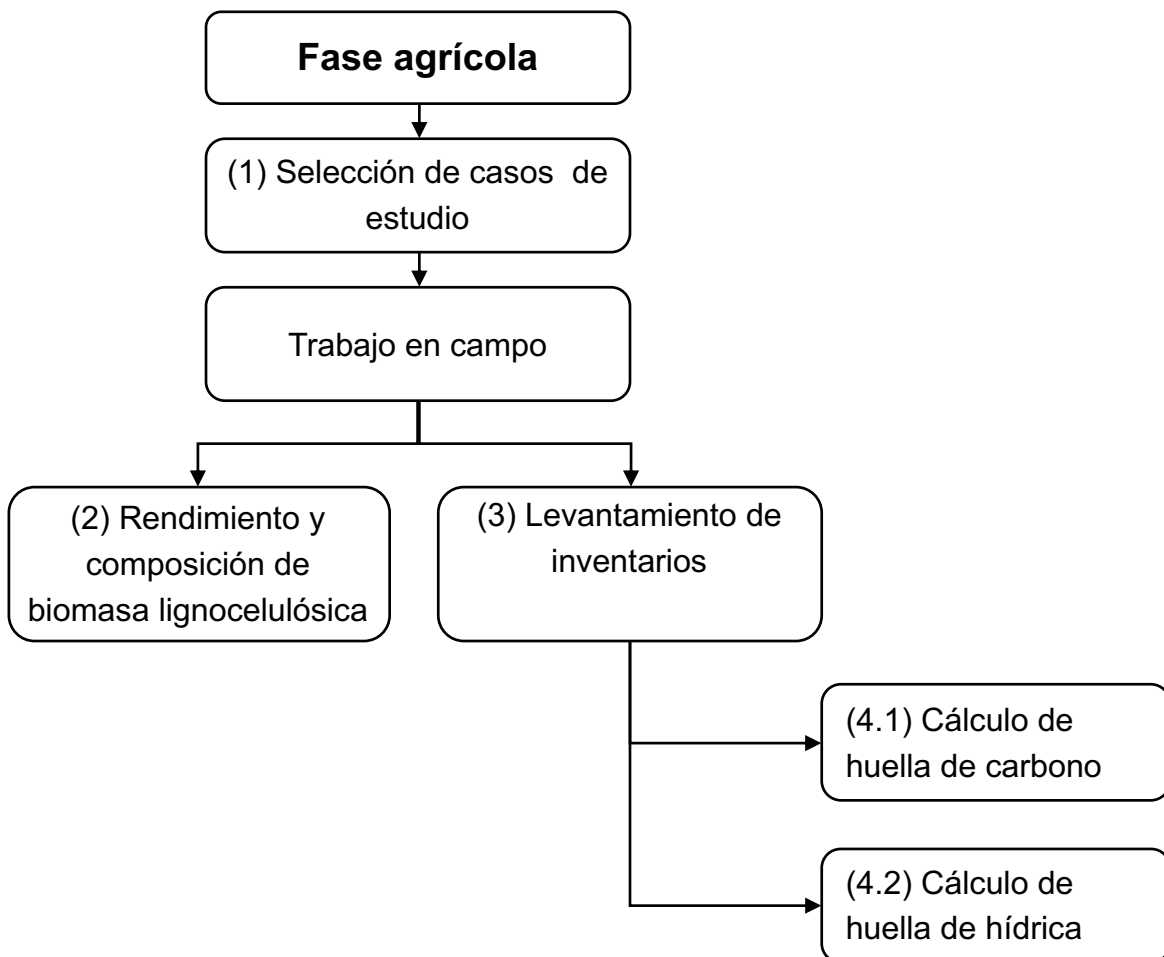 Fase agrícola
(1) Selección de casos de
estudio
Trabajo en campo
(2) Rendimiento y
composición de
biomasa lignocelulósica
(3) Levantamiento de
inventarios
(4.1) Cálculo de
huella de carbono
(4.2) Cálculo de
huella de hídrica